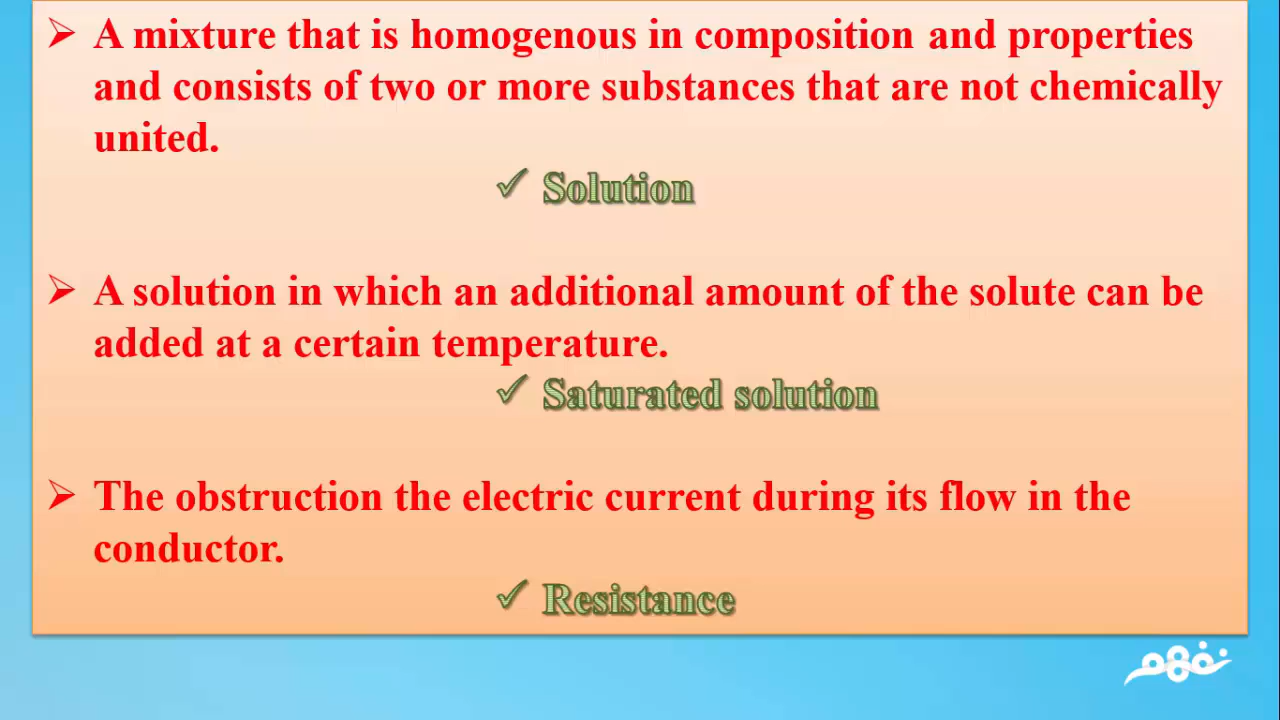 ➢ A mixture that is homogenous in composition and properties
and consists of two or more substances that are not chemically
united.
✓ Solution
➢ A solution in which an additional amount of the solute can be
added at a certain temperature.
✓ Saturated solution
➢ The obstruction the electric current during its flow in the
conductor.
✓ Resistance
نفهم